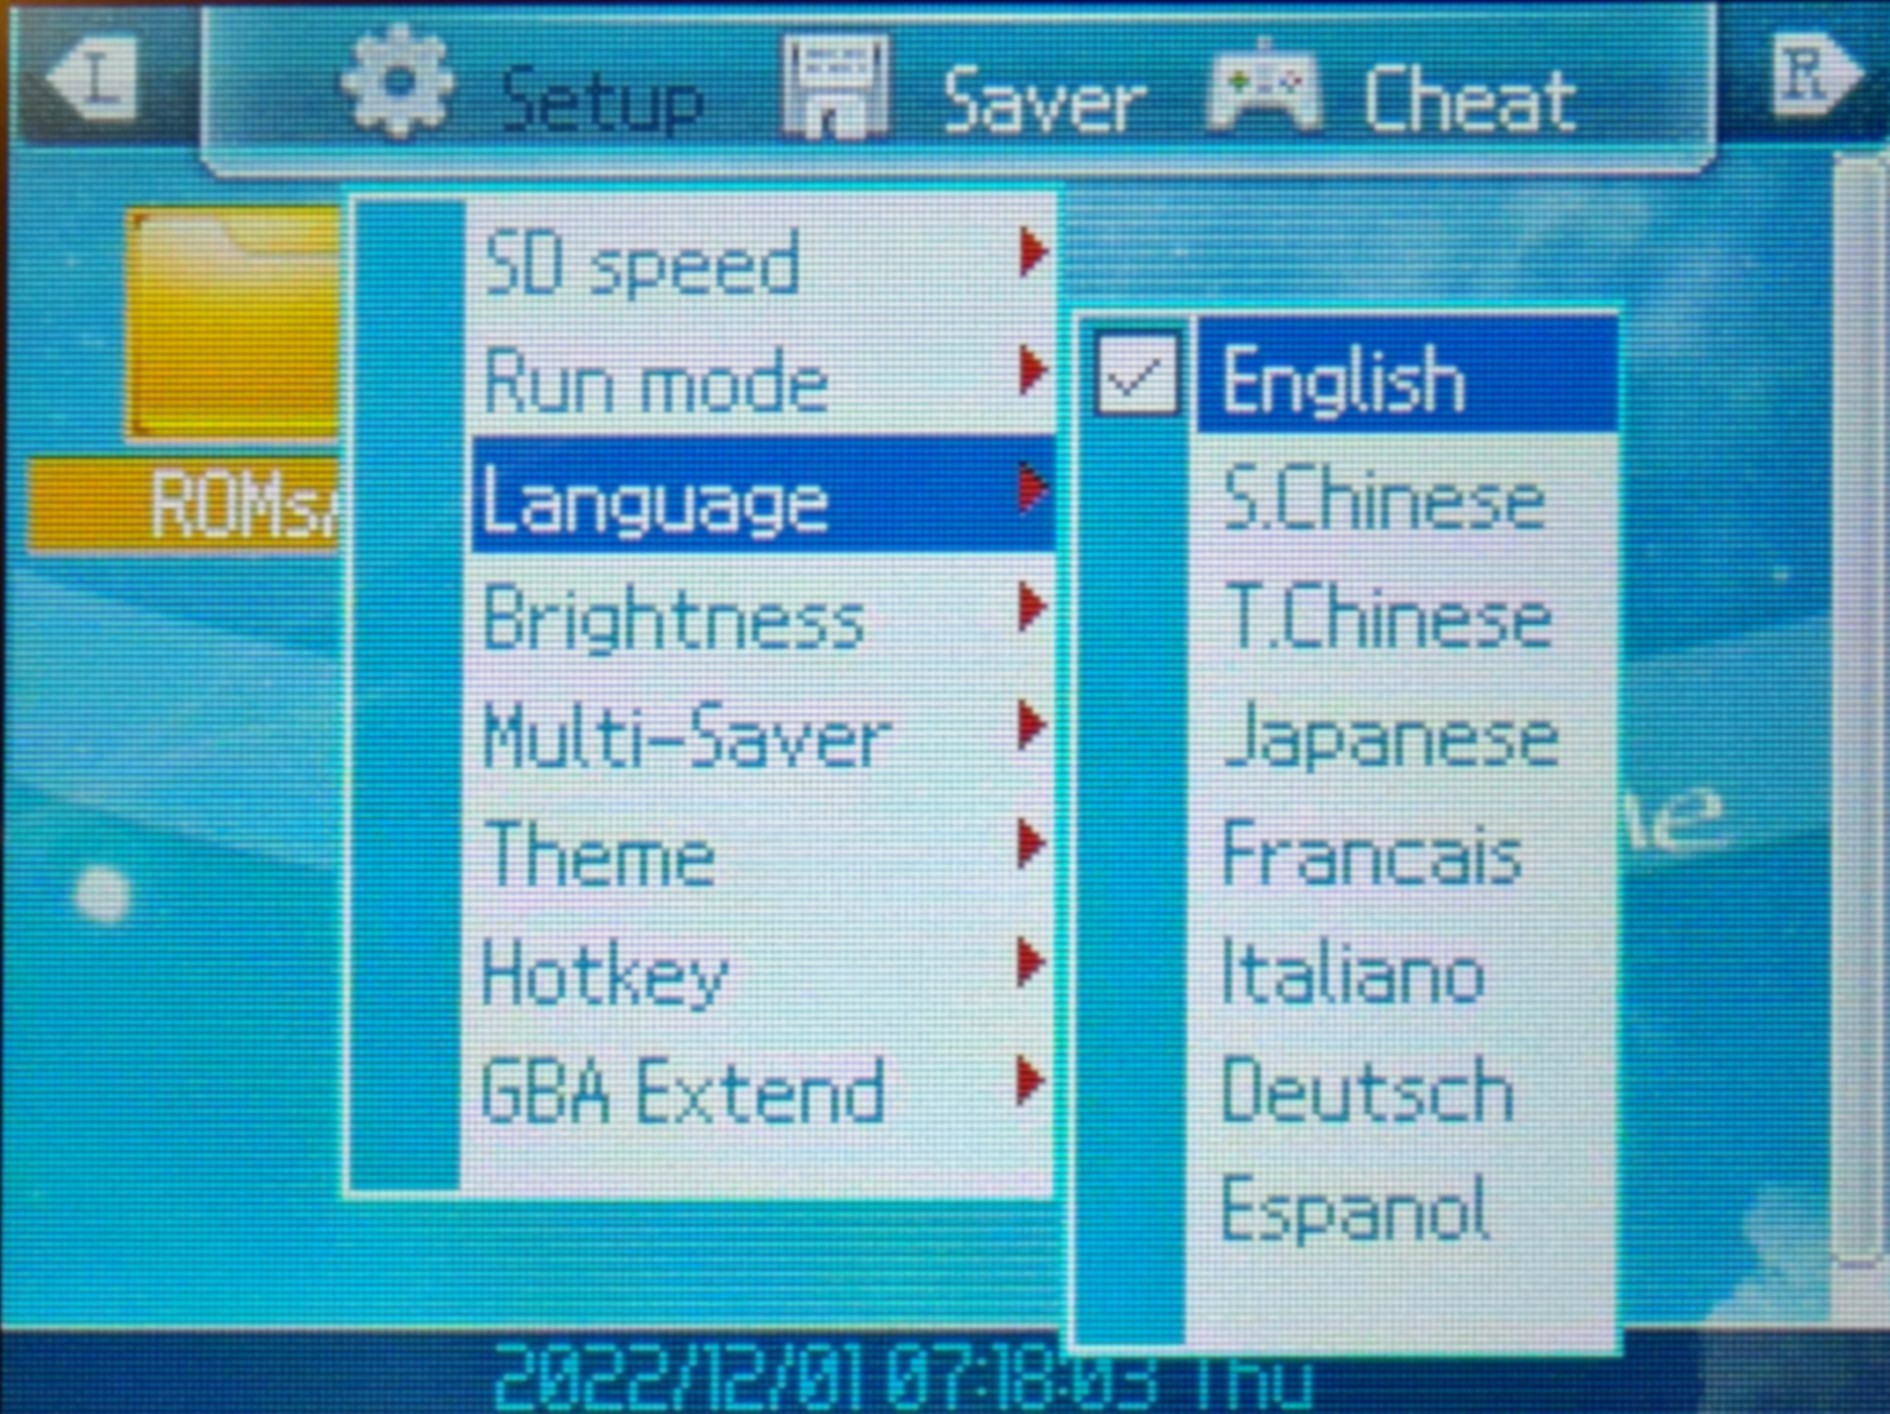 L
Setup
Saver
Cheat
R
SD speed
Run mode
Language
Brightness
Multi-Saver
Theme
Hotkey
GBA Extend
English
S.Chinese
T.Chinese
Japanese
Francais
Italiano
Deutsch
Espanol
ROMs
2022/12/01 07:18:03 Thu